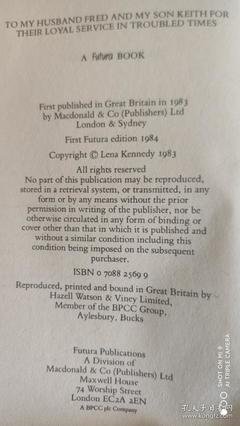 TO MY HUSBAND FRED AND MY SON KEITH FOR
THEIR LOYAL SERVICE IN TROUBLED TIMES
A Futura BOOK
First published in Great Britain in 1983
by Macdonald & Co (Publishers) Ltd
London & Sydney
First Futura edition 1984
Copyright © Lena Kennedy 1983
All rights reserved
No part of this publication may be reproduced,
stored in a retrieval system, or transmitted, in any
form or by any means without the prior
permission in writing of the publisher, nor be
otherwise circulated in any form of binding or
cover other than that in which it is published and
without a similar condition including this
condition being imposed on the subsequent
purchaser.
ISBN 0 7088 2569 9
Reproduced, printed and bound in Great Britain by
Hazell Watson & Viney Limited,
Member of the BPCC Group,
Aylesbury, Bucks
Futura Publications
A Division of
Macdonald & Co (Publishers) Ltd
Maxwell House
74 Worship Street
London EC2A 2EN
A BPCC plc Company
SHOT ON MI 9
AI TRIPLE CAMERA